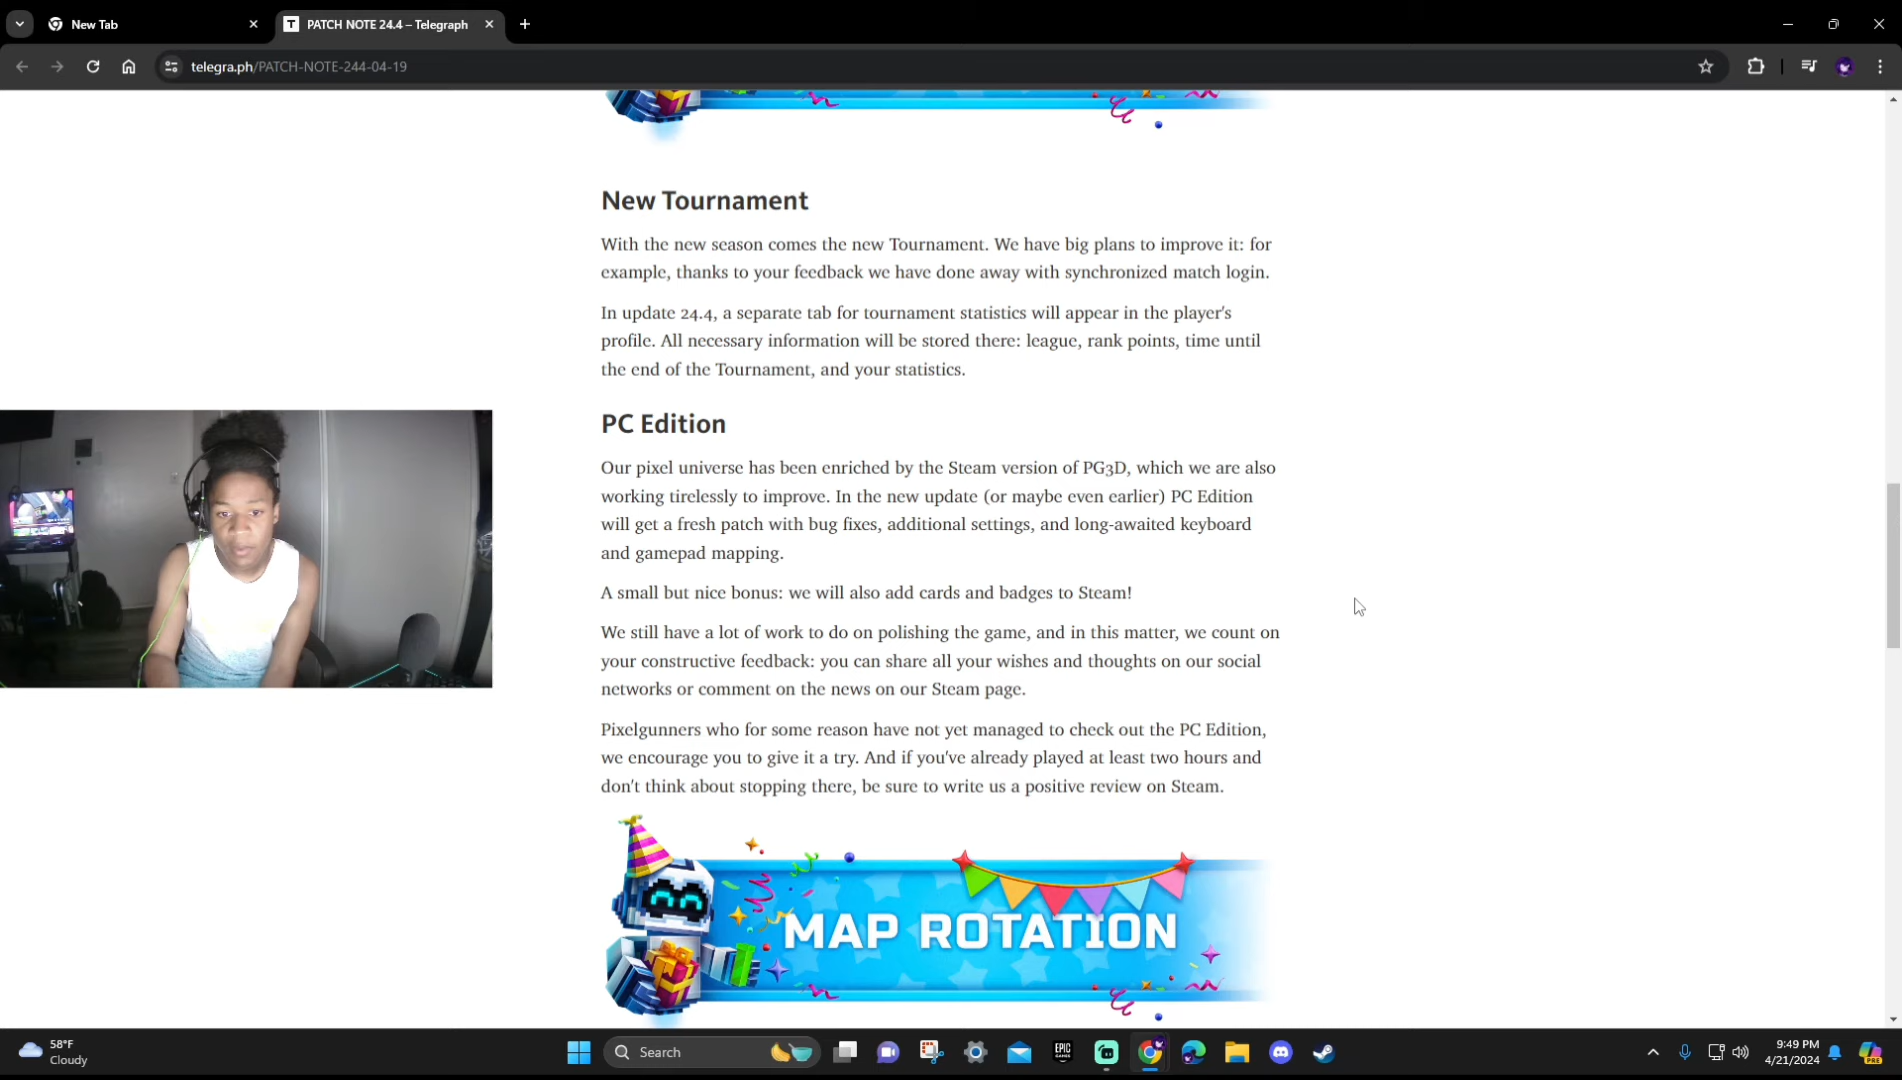 New Tab
PATCH NOTE 24.4 – Telegraph
telegra.ph/PATCH-NOTE-244-04-19
New Tournament
With the new season comes the new Tournament. We have big plans to improve it: for
example, thanks to your feedback we have done away with synchronized match login.
In update 24.4, a separate tab for tournament statistics will appear in the player's
profile. All necessary information will be stored there: league, rank points, time until
the end of the Tournament, and your statistics.
PC Edition
Our pixel universe has been enriched by the Steam version of PG3D, which we are also
working tirelessly to improve. In the new update (or maybe even earlier) PC Edition
will get a fresh patch with bug fixes, additional settings, and long-awaited keyboard
and gamepad mapping.
A small but nice bonus: we will also add cards and badges to Steam!
We still have a lot of work to do on polishing the game, and in this matter, we count on
your constructive feedback: you can share all your wishes and thoughts on our social
networks or comment on the news on our Steam page.
Pixelgunners who for some reason have not yet managed to check out the PC Edition,
we encourage you to give it a try. And if you've already played at least two hours and
don't think about stopping there, be sure to write us a positive review on Steam.
MAP ROTATION
58°F
Cloudy
Search
EPIC
GAMES
9:49 PM
4/21/2024
PRE